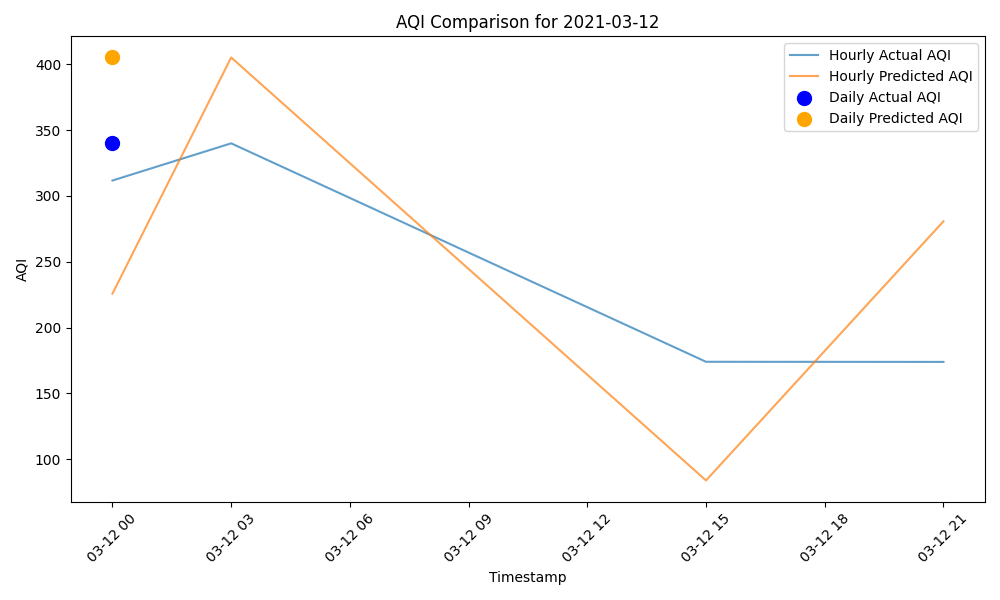 AQI Comparison for 2021-03-12
Hourly Actual AQI
Hourly Predicted AQI
Daily Actual AQI
Daily Predicted AQI
AQI
400
350
300
250
200
150
100
03-12 00
03-12 03
03-12 06
03-12 09
03-12 12
03-12 15
03-12 18
03-12 21
Timestamp